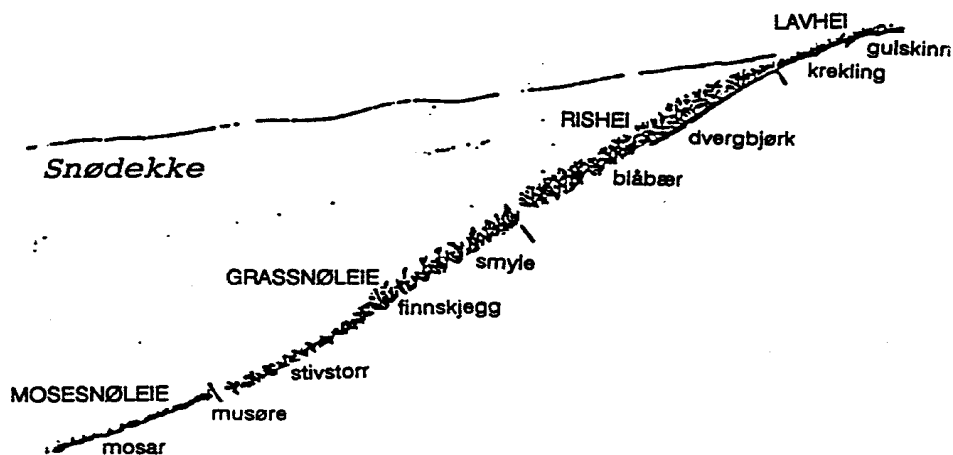 LAVHEI
gulskinn
krekling
RISHEI
dvergbjørk
Snødekke
blåbær
smyle
GRASSNØLEIE
finnskjegg
stivstorr
MOSESNØLEIE
musøre
mosar